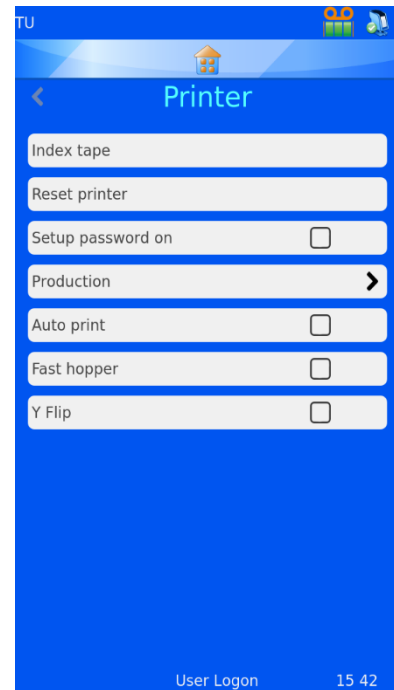 TU
Printer
Index tape
Reset printer
Setup password on
Production
Auto print
Fast hopper
Y Flip
User Logon 15 42